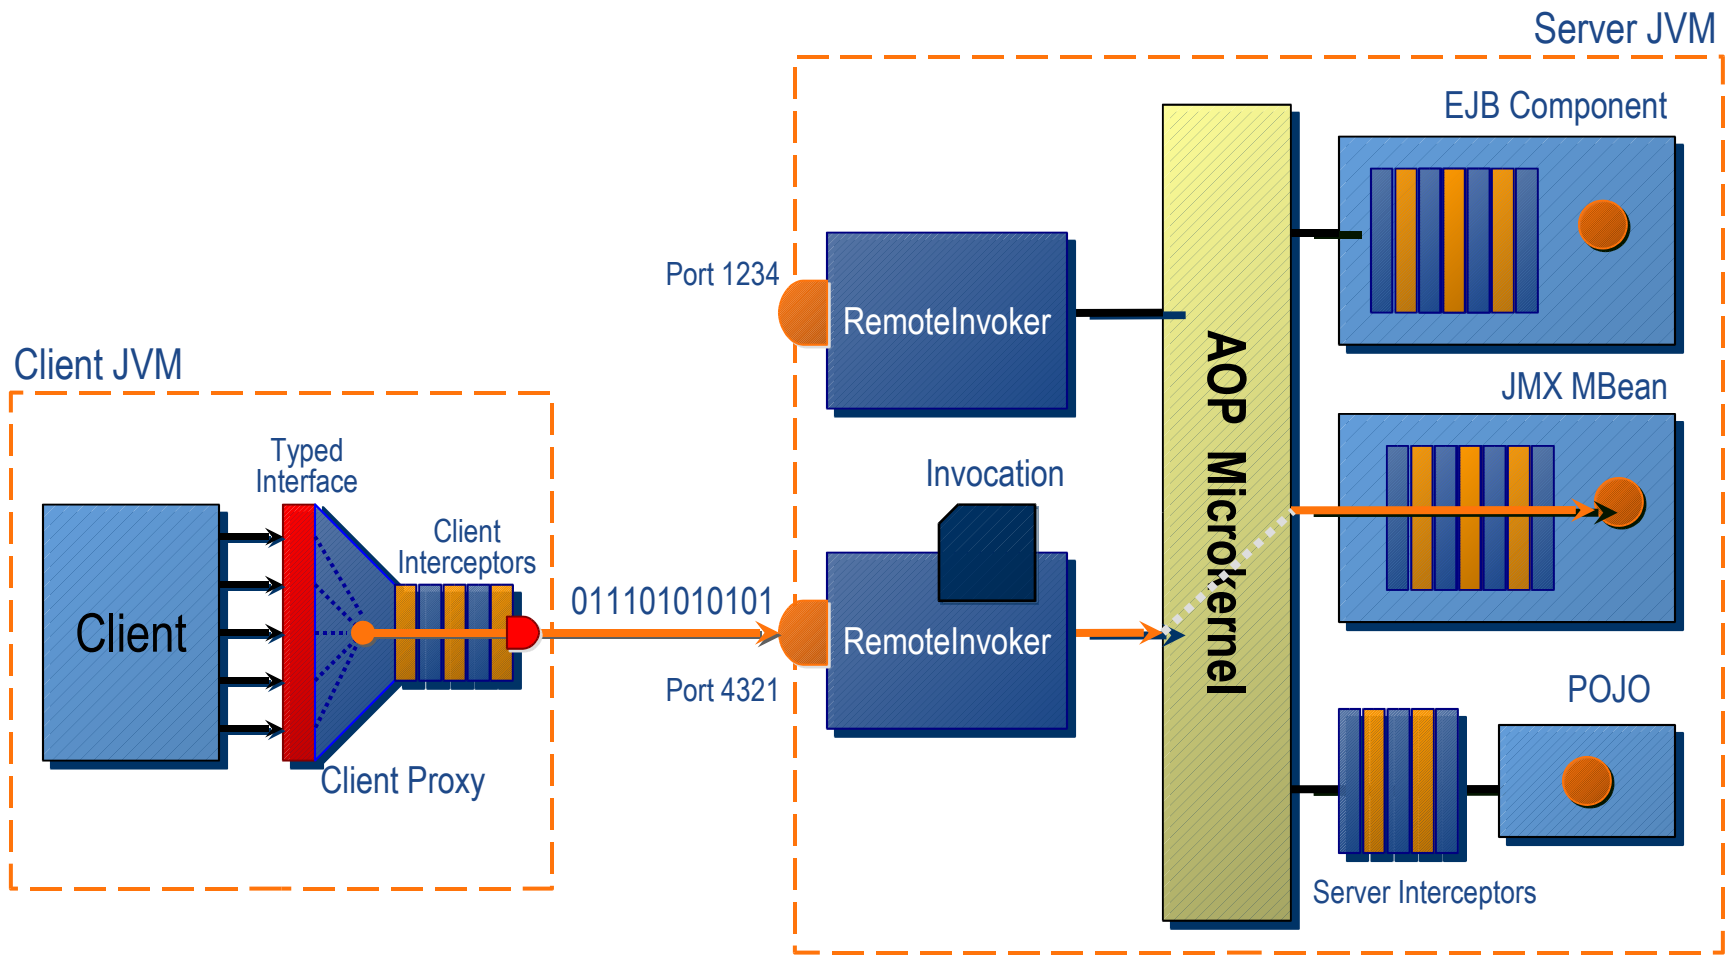 Server JVM
EJB Component
Port 1234
RemoteInvoker
AOP Microkernel
Client JVM
JMX MBean
Typed
Interface
Invocation
Client
Interceptors
011101010101
Client
RemoteInvoker
Port 4321
POJO
Client Proxy
Server Interceptors